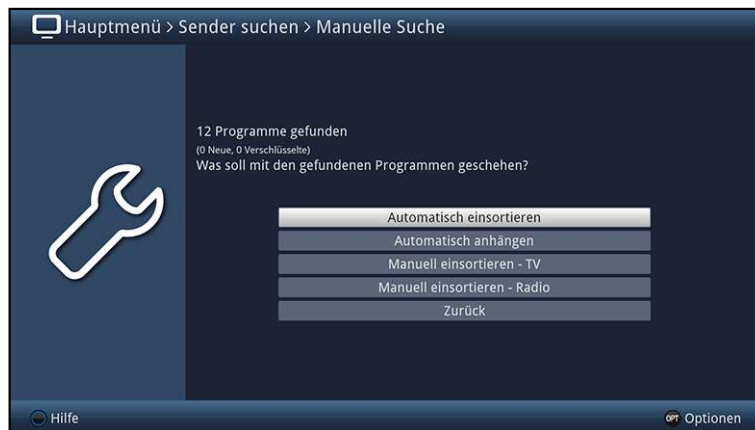 Hauptmenü > Sender suchen > Manuelle Suche
12 Programme gefunden
(0 Neue, 0 Verschlüsselte)
Was soll mit den gefundenen Programmen geschehen?
Automatisch einsortieren
Automatisch anhängen
Manuell einsortieren - TV
Manuell einsortieren - Radio
Zurück
Hilfe
OPT Optionen